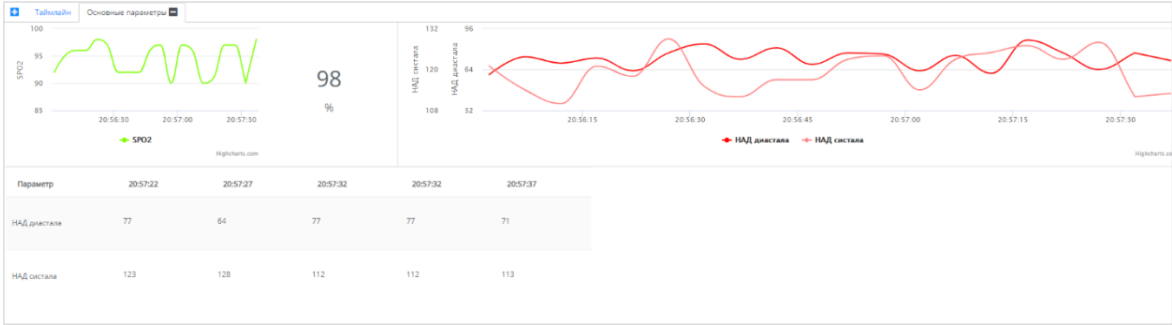 Таймлайн Основные параметры
100
95
90
85
SPO2
20:56:30 20:57:00 20:57:30
SPO2
Highcharts.com
98
%
132
120
108
НАД систала
96
64
32
НАД диастала
20:56:15 20:56:30 20:56:45 20:57:00 20:57:15 20:57:30
НАД диастала НАД систала
Highcharts.co
Параметр 20:57:22 20:57:27 20:57:32 20:57:32 20:57:37
НАД диастала 77 64 77 77 71
НАД систала 123 128 112 112 113